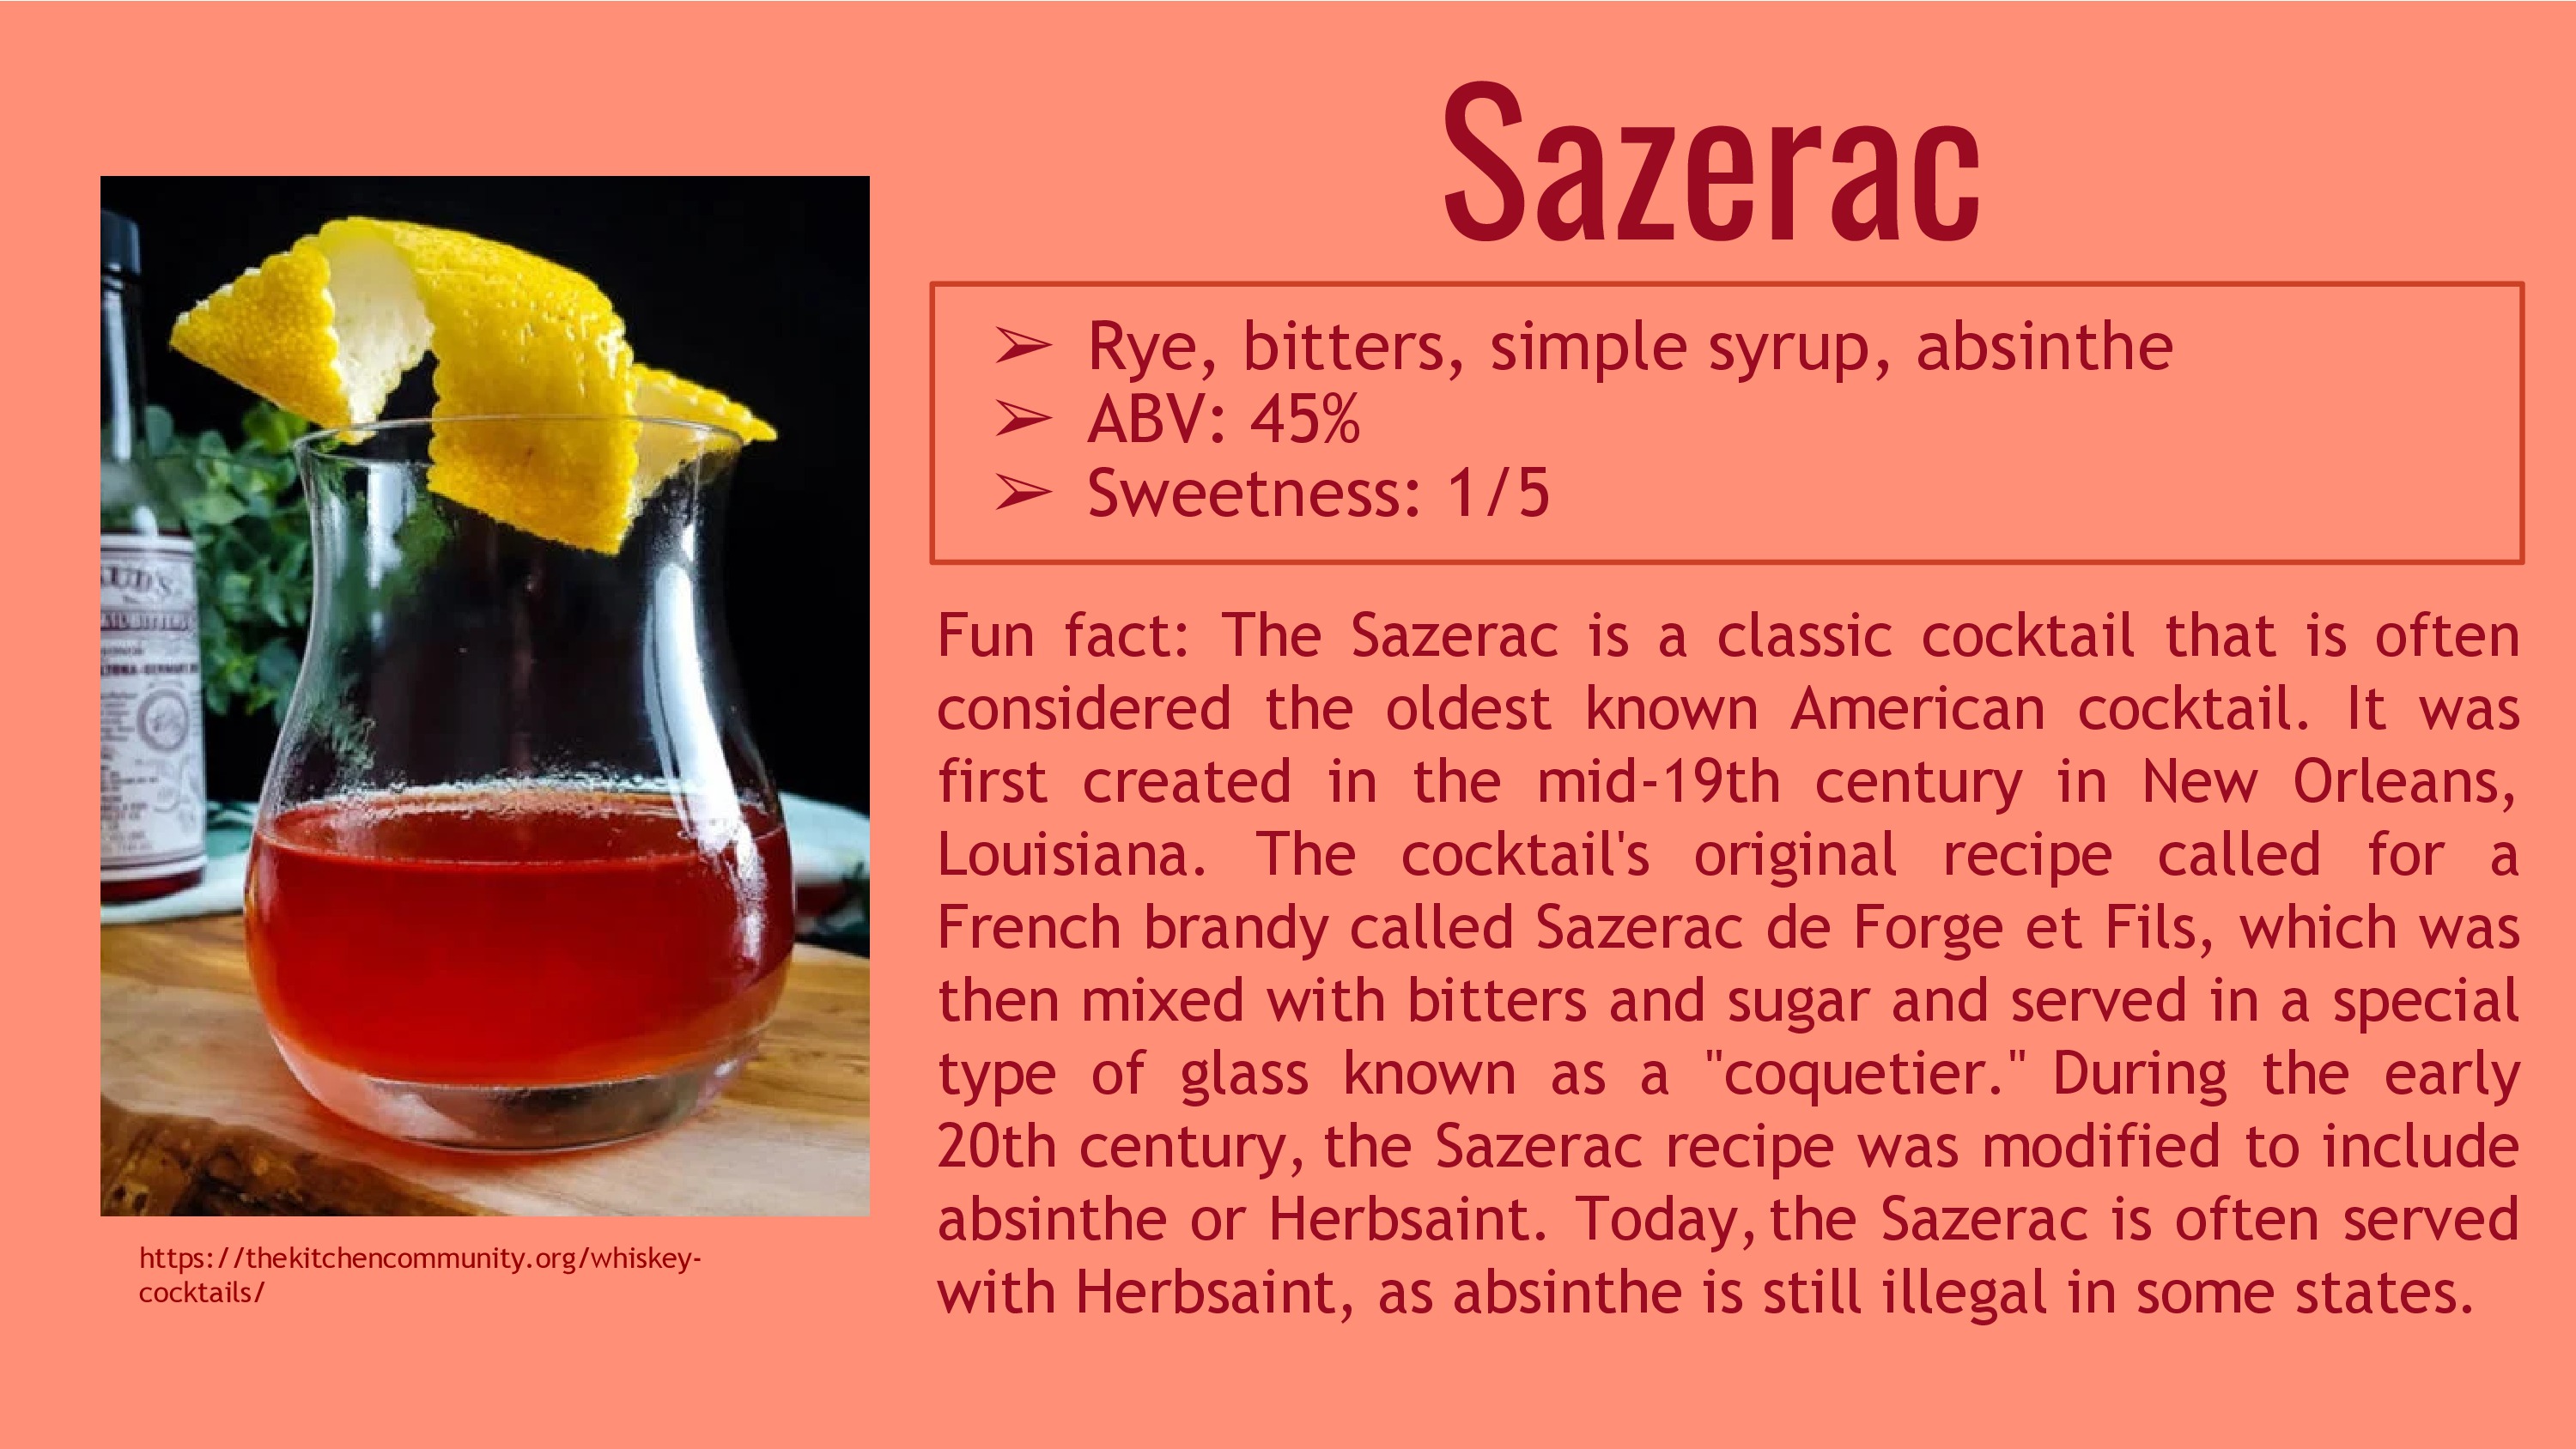 Sazerac
➢ Rye, bitters, simple syrup, absinthe
➢ ABV: 45%
➢ Sweetness: 1/5
Fun fact: The Sazerac is a classic cocktail that is often
considered the oldest known American cocktail. It was
first created in the mid-19th century in New Orleans,
Louisiana. The cocktail's original recipe called for a
French brandy called Sazerac de Forge et Fils, which was
then mixed with bitters and sugar and served in a special
type of glass known as a "coquetier." During the early
20th century, the Sazerac recipe was modified to include
absinthe or Herbsaint. Today, the Sazerac is often served
with Herbsaint, as absinthe is still illegal in some states.
https://thekitchencommunity.org/whiskey-
cocktails/